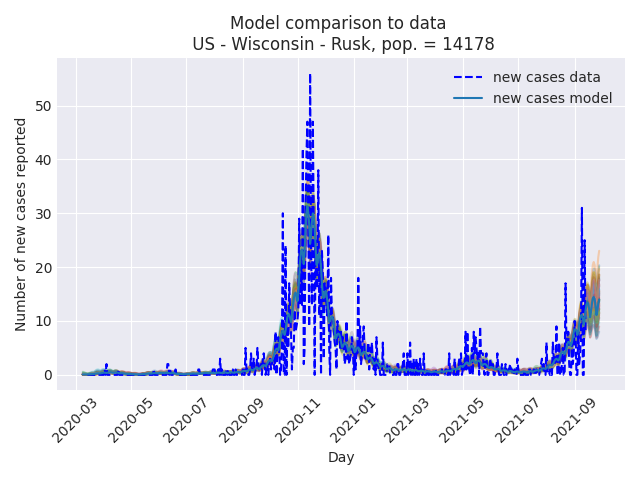 Model comparison to data
US - Wisconsin - Rusk, pop. = 14178
new cases data
new cases model
Number of new cases reported
50
40
30
20
10
0
2020-03
2020-05
2020-07
2020-09
2020-11
2021-01
2021-03
2021-05
2021-07
2021-09
Day